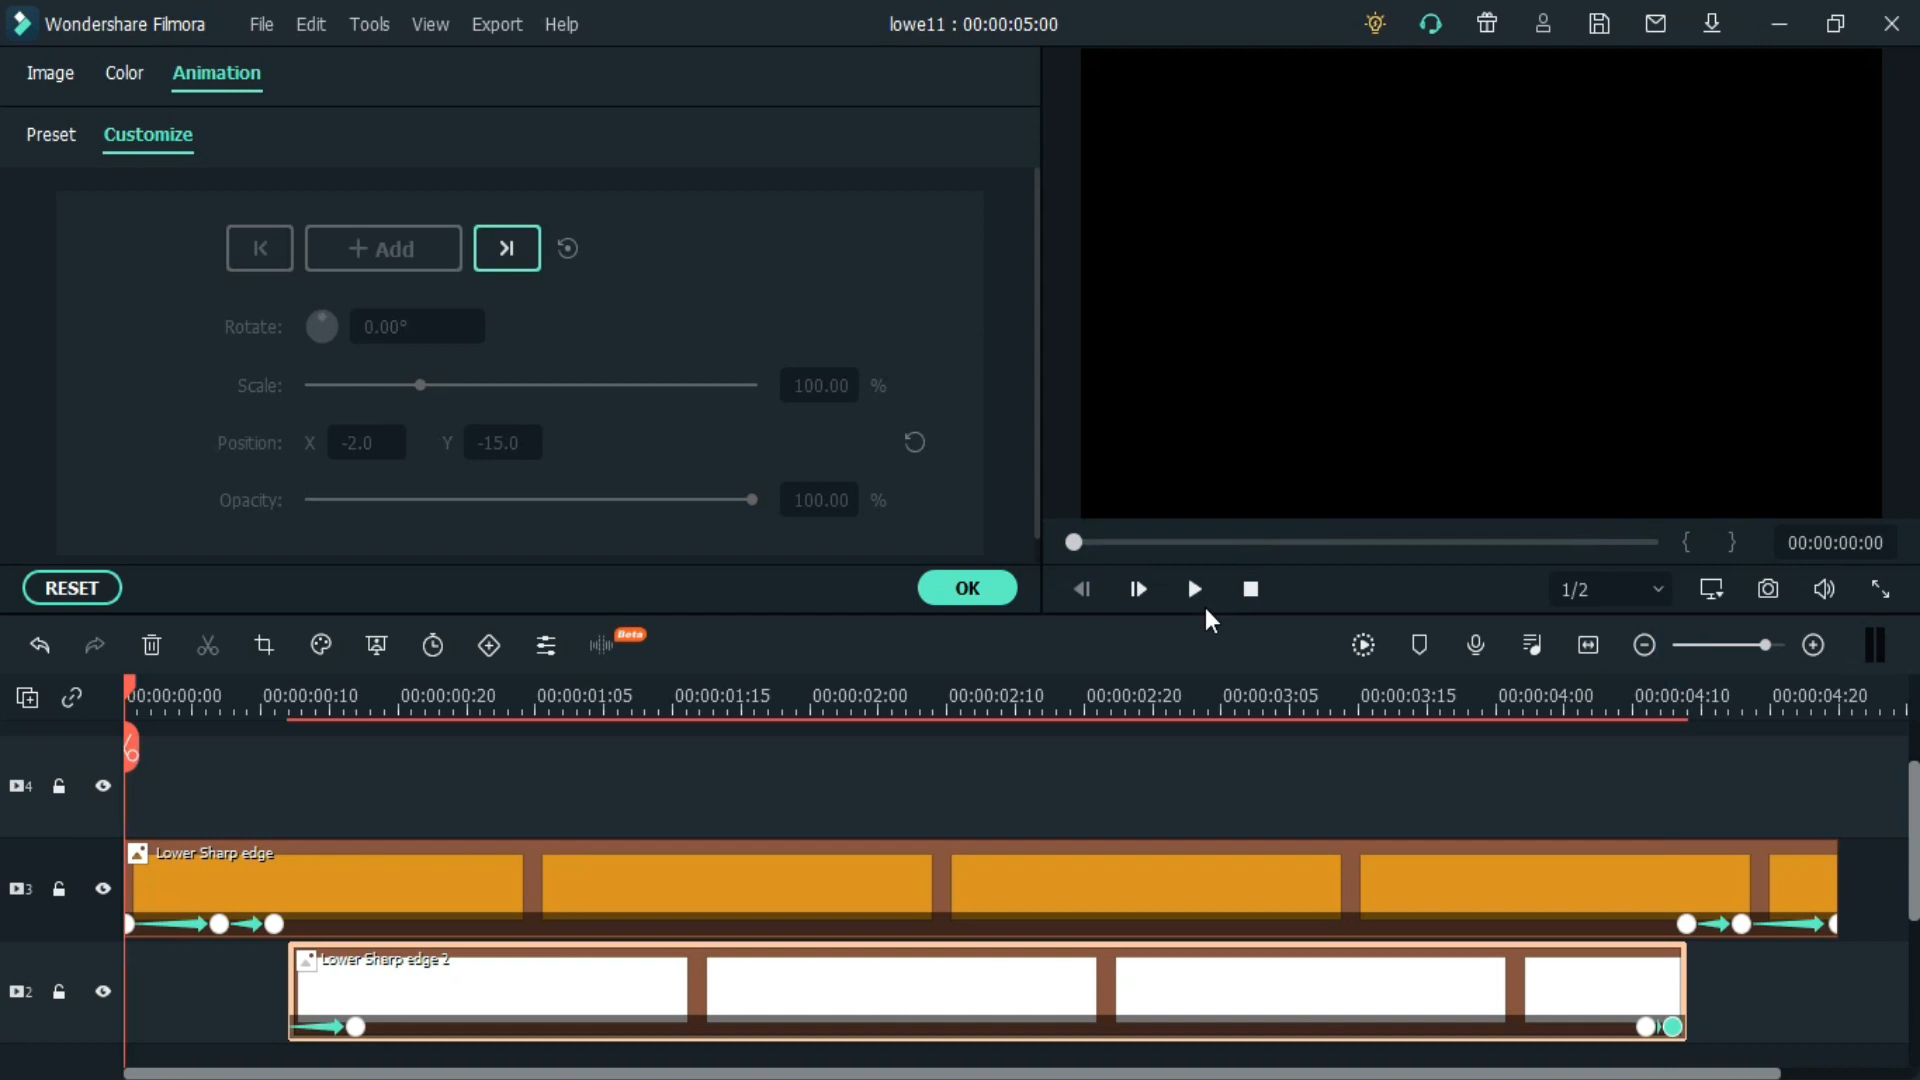 Wondershare Filmora File Edit Tools View Export Help lowe11 : 00:00:05:00
Image Color Animation
Preset Customize
+ Add
Rotate: 0.00°
Scale: 100.00 %
Position: X -2.0 Y -15.0
Opacity: 100.00 %
{ } 00:00:00:00
RESET OK 1/2
Beta
00:00:00:00 00:00:00:10 00:00:00:20 00:00:01:05 00:00:01:15 00:00:02:00 00:00:02:10 00:00:02:20 00:00:03:05 00:00:03:15 00:00:04:00 00:00:04:10 00:00:04:20
4
Lower Sharp edge
3
Lower Sharp edge 2
2